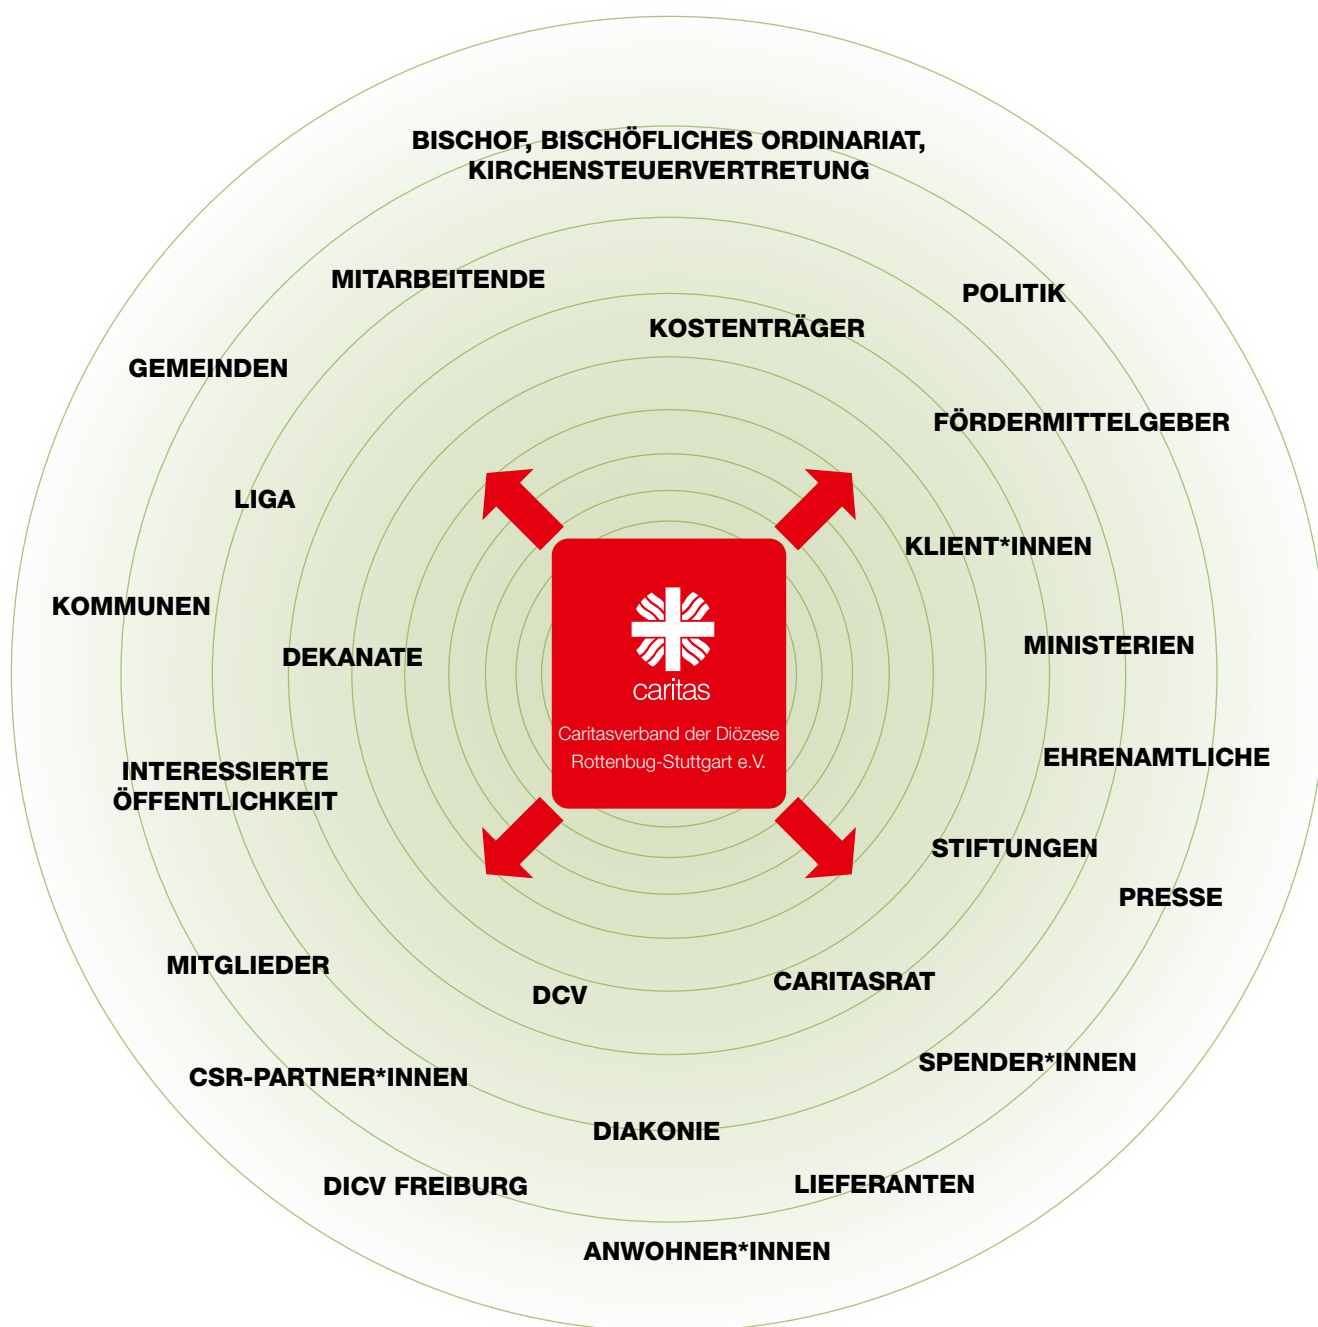 BISCHOF, BISCHÖFLICHES ORDINARIAT,
KIRCHENSTEUERVERTRETUNG
MITARBEITENDE
POLITIK
KOSTENTRÄGER
GEMEINDEN
FÖRDERMITTELGEBER
LIGA
KLIENT*INNEN
KOMMUNEN
MINISTERIEN
DEKANATE
caritas
Caritasverband der Diözese
Rottenbug-Stuttgart e.V.
EHRENAMTLICHE
INTERESSIERTE
ÖFFENTLICHKEIT
STIFTUNGEN
PRESSE
MITGLIEDER
CARITASRAT
DCV
SPENDER*INNEN
CSR-PARTNER*INNEN
DIAKONIE
LIEFERANTEN
DICV FREIBURG
ANWOHNER*INNEN